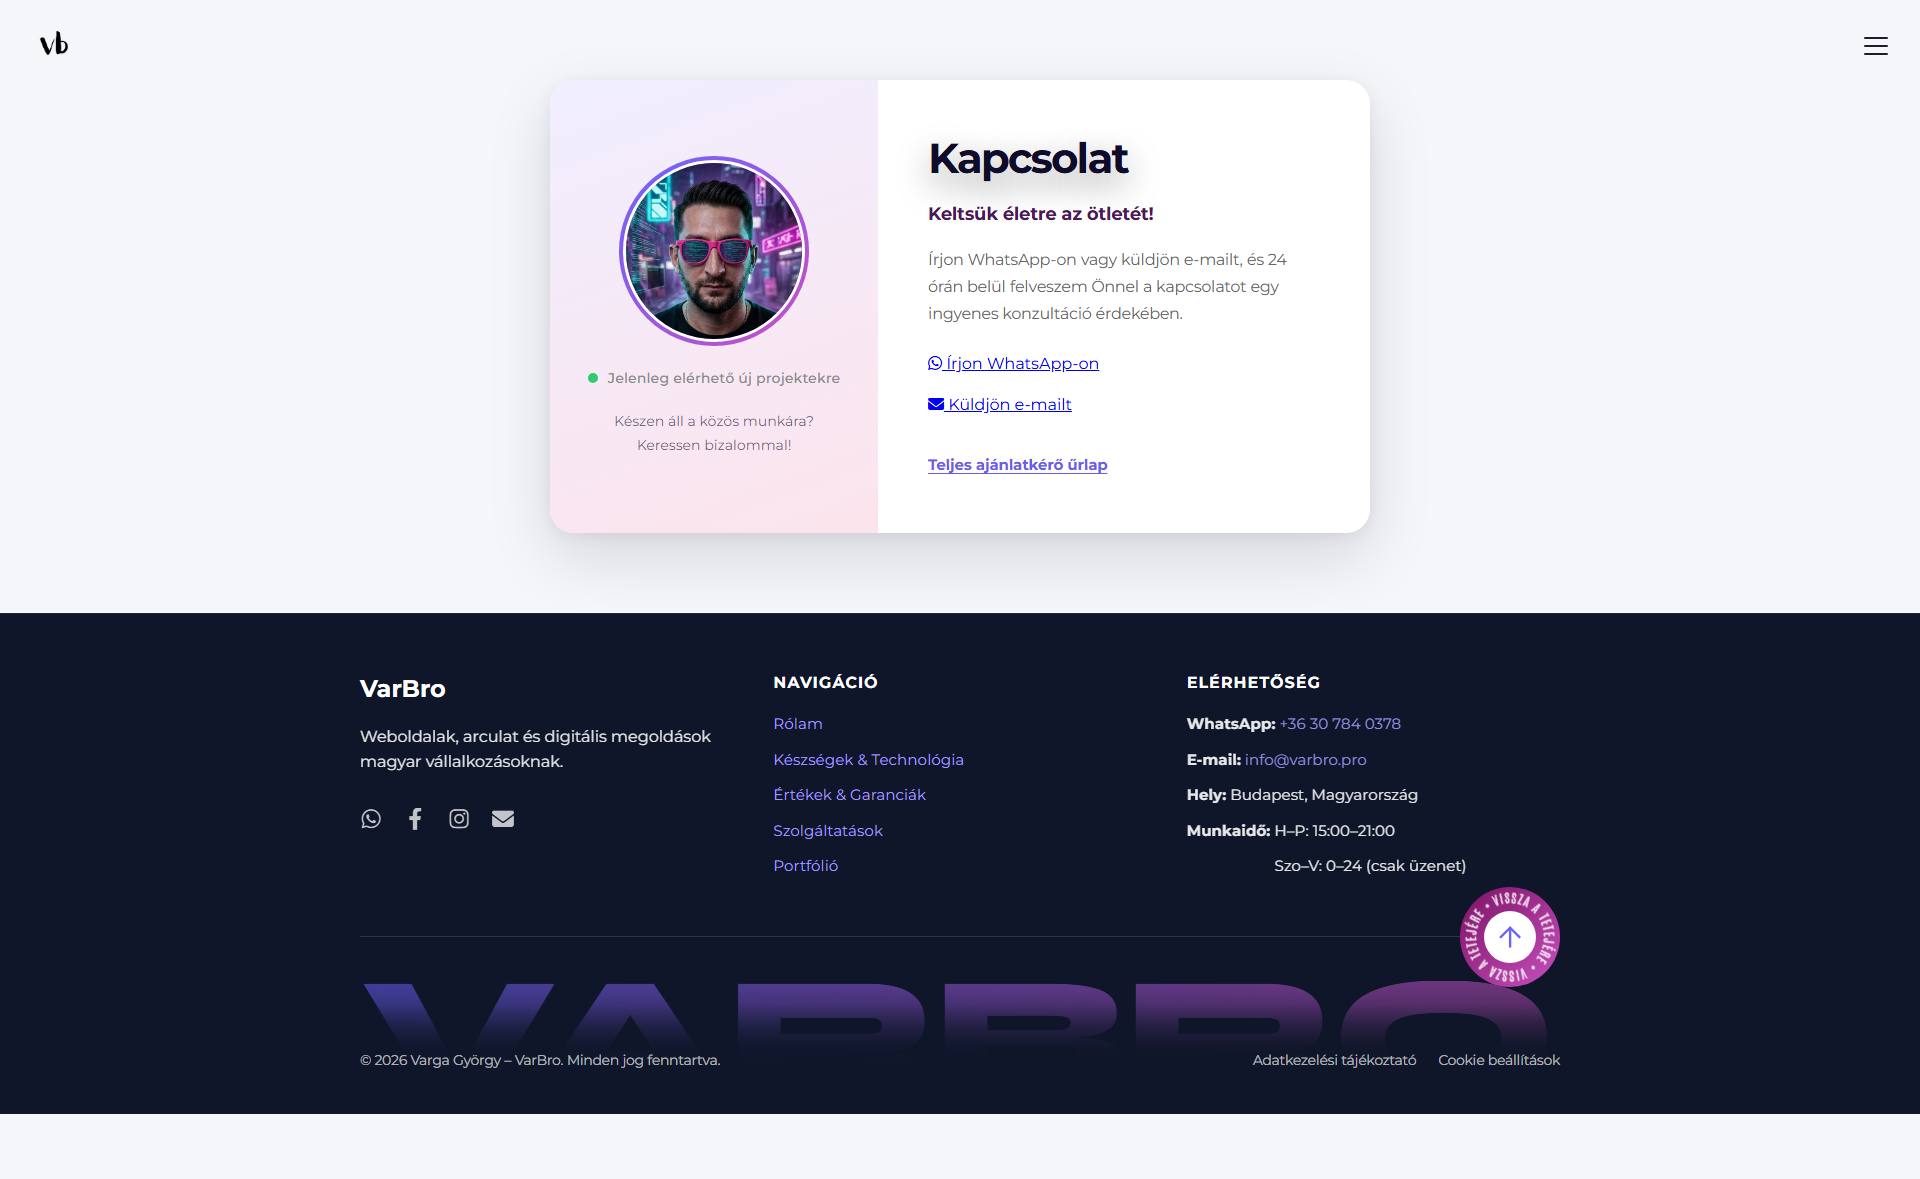 vb
Kapcsolat
Keltsük életre az ötletét!
Írjon WhatsApp-on vagy küldjön e-mailt, és 24
órán belül felveszem Önnel a kapcsolatot egy
ingyenes konzultáció érdekében.
Írjon WhatsApp-on
Küldjön e-mailt
Teljes ajánlatkérő űrlap
Jelenleg elérhető új projektekre
Készen áll a közös munkára?
Keressen bizalommal!
VarBro
Weboldalak, arculat és digitális megoldások
magyar vállalkozásoknak.
NAVIGÁCIÓ
Rólam
Készségek & Technológia
Értékek & Garanciák
Szolgáltatások
Portfólió
ELÉRHETŐSÉG
WhatsApp: +36 30 784 0378
E-mail: info@varbro.pro
Hely: Budapest, Magyarország
Munkaidő: H–P: 15:00–21:00
Szo–V: 0–24 (csak üzenet)
• VISSZA A TETEJÉRE • VISSZA A TETEJÉRE
VARBRO
© 2026 Varga György – VarBro. Minden jog fenntartva.
Adatkezelési tájékoztató
Cookie beállítások